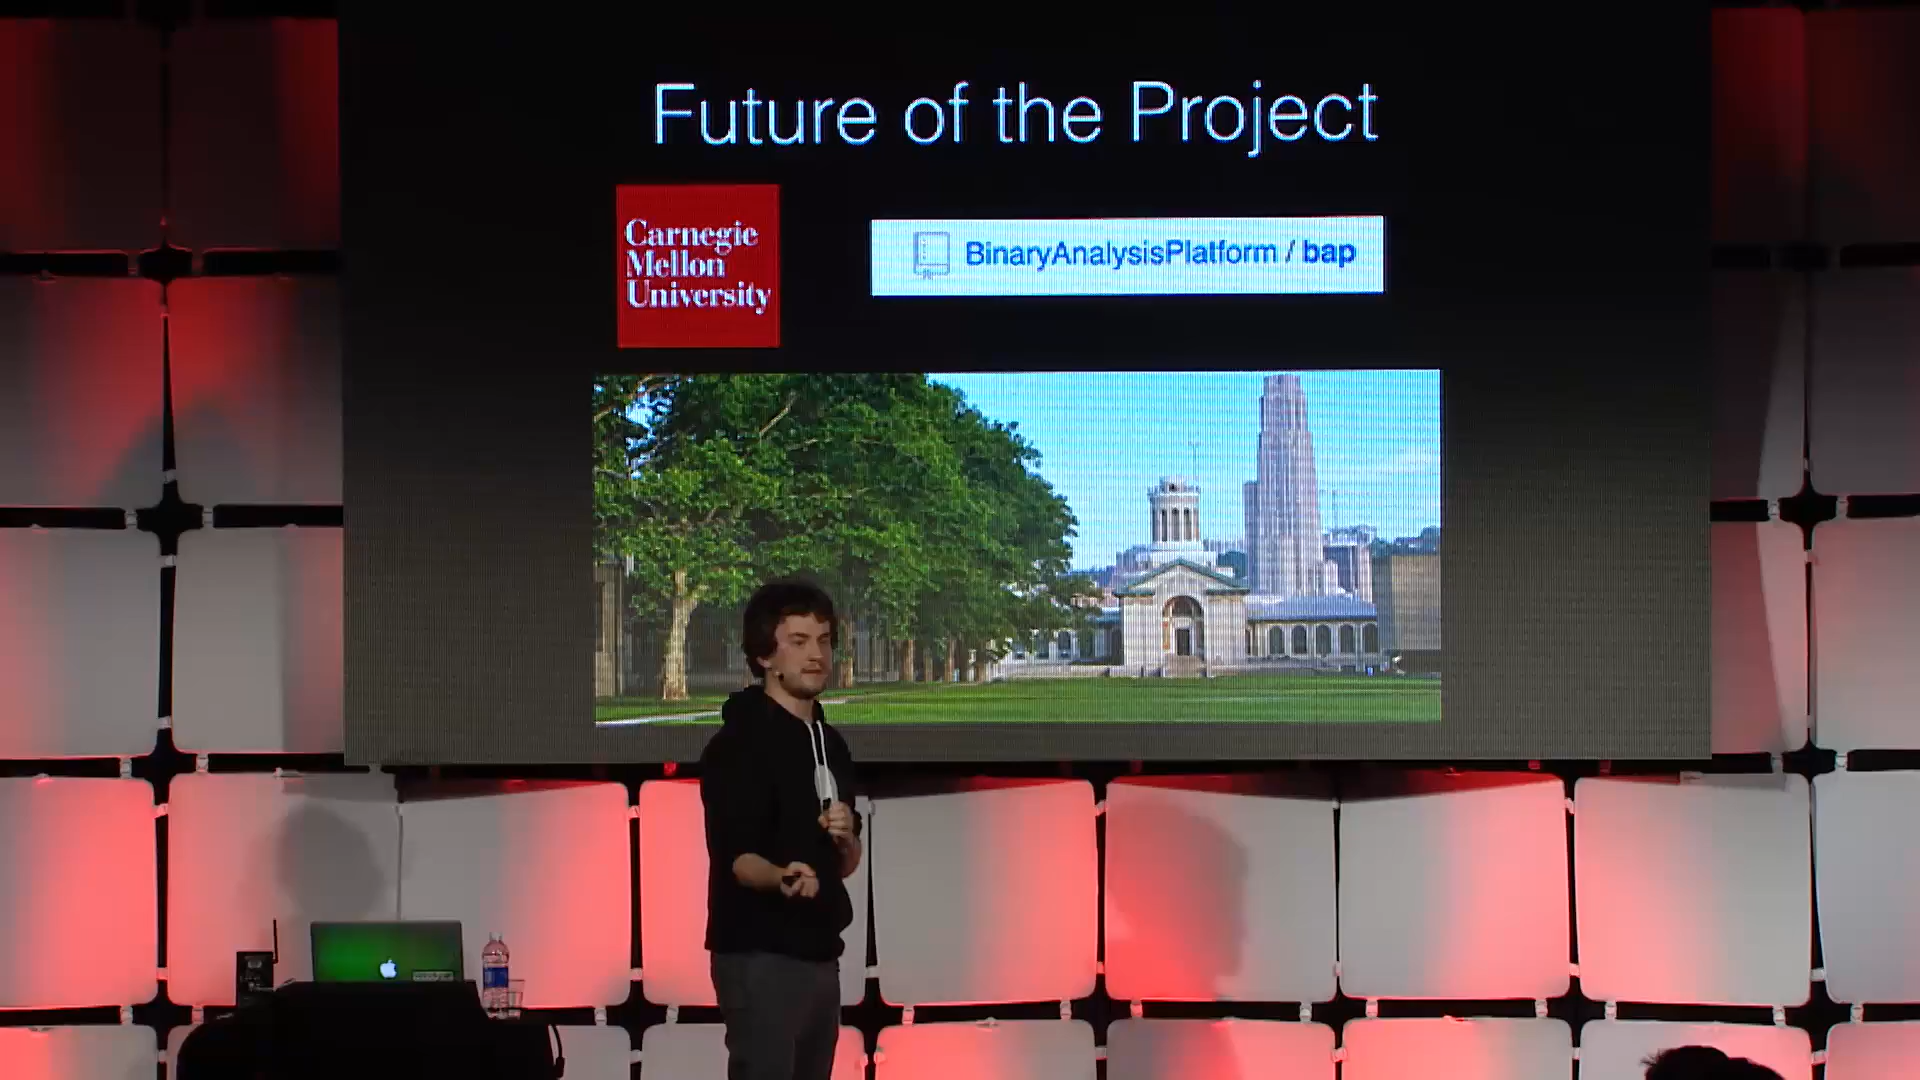 Future of the Project
Carnegie
Mellon
University
BinaryAnalysisPlatform / bap